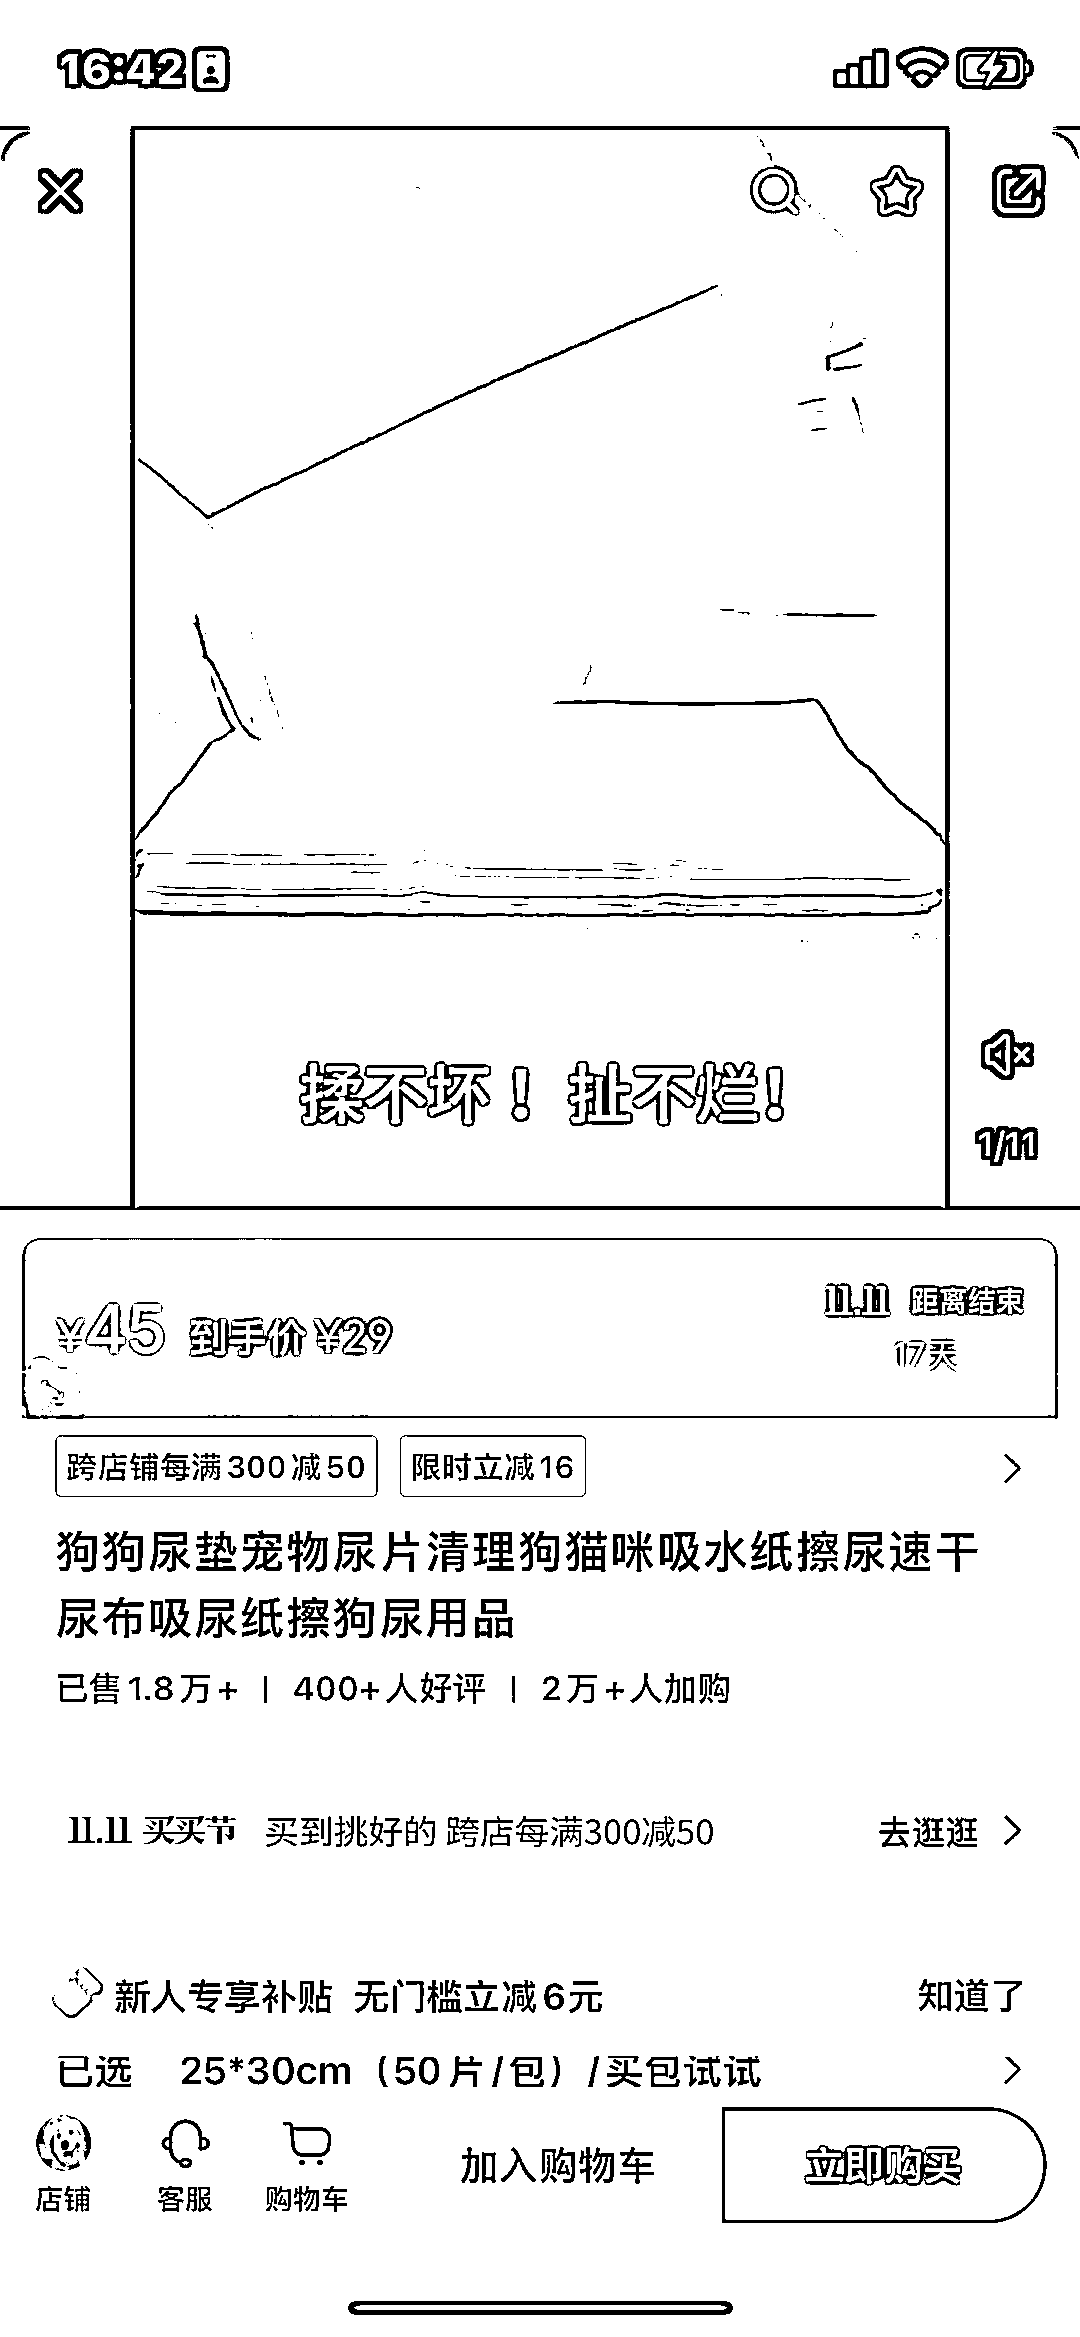 16:42
揉不坏！ 扯不烂!
1/11
¥45 到手价 ¥29
11.11 距离结束
17天
跨店铺每满300减50 限时立减16
狗狗尿垫宠物尿片清理狗猫咪吸水纸擦尿速干
尿布吸尿纸擦狗尿用品
已售1.8万+ | 400+人好评 | 2万+人加购
11.11 买买节 买到挑好的 跨店每满300减50 去逛逛
新人专享补贴 无门槛立减6元 知道了
已选 25*30cm（50片/包）/买包试试
店铺 客服 购物车 加入购物车 立即购买